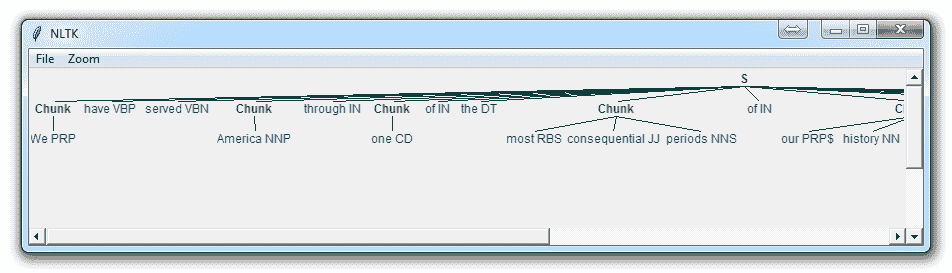 NLTK
File Zoom
S
Chunk have VBP served VBN Chunk through IN Chunk of IN the DT Chunk of IN
We PRP America NNP one CD most RBS consequential JJ periods NNS our PRP$ history NN